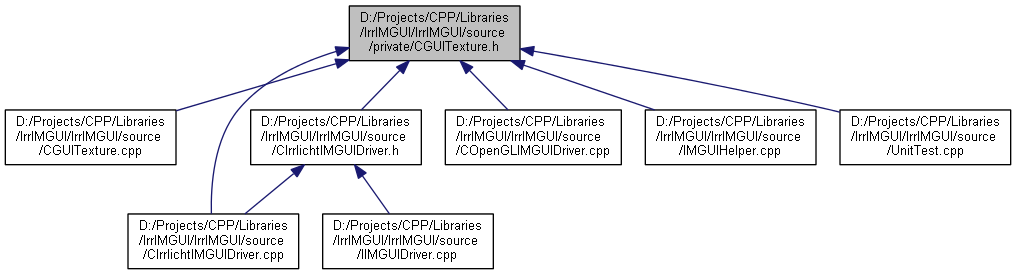 D:/Projects/CPP/Libraries
/IrrIMGUI/IrrIMGUI/source
/private/CGUITexture.h
D:/Projects/CPP/Libraries
/IrrIMGUI/IrrIMGUI/source
/CGUITexture.cpp
D:/Projects/CPP/Libraries
/IrrIMGUI/IrrIMGUI/source
/CIrrlichtIMGUIDriver.h
D:/Projects/CPP/Libraries
/IrrIMGUI/IrrIMGUI/source
/COpenGLIMGUIDriver.cpp
D:/Projects/CPP/Libraries
/IrrIMGUI/IrrIMGUI/source
/IMGUIHelper.cpp
D:/Projects/CPP/Libraries
/IrrIMGUI/IrrIMGUI/source
/UnitTest.cpp
D:/Projects/CPP/Libraries
/IrrIMGUI/IrrIMGUI/source
/CIrrlichtIMGUIDriver.cpp
D:/Projects/CPP/Libraries
/IrrIMGUI/IrrIMGUI/source
/IIMGUIDriver.cpp